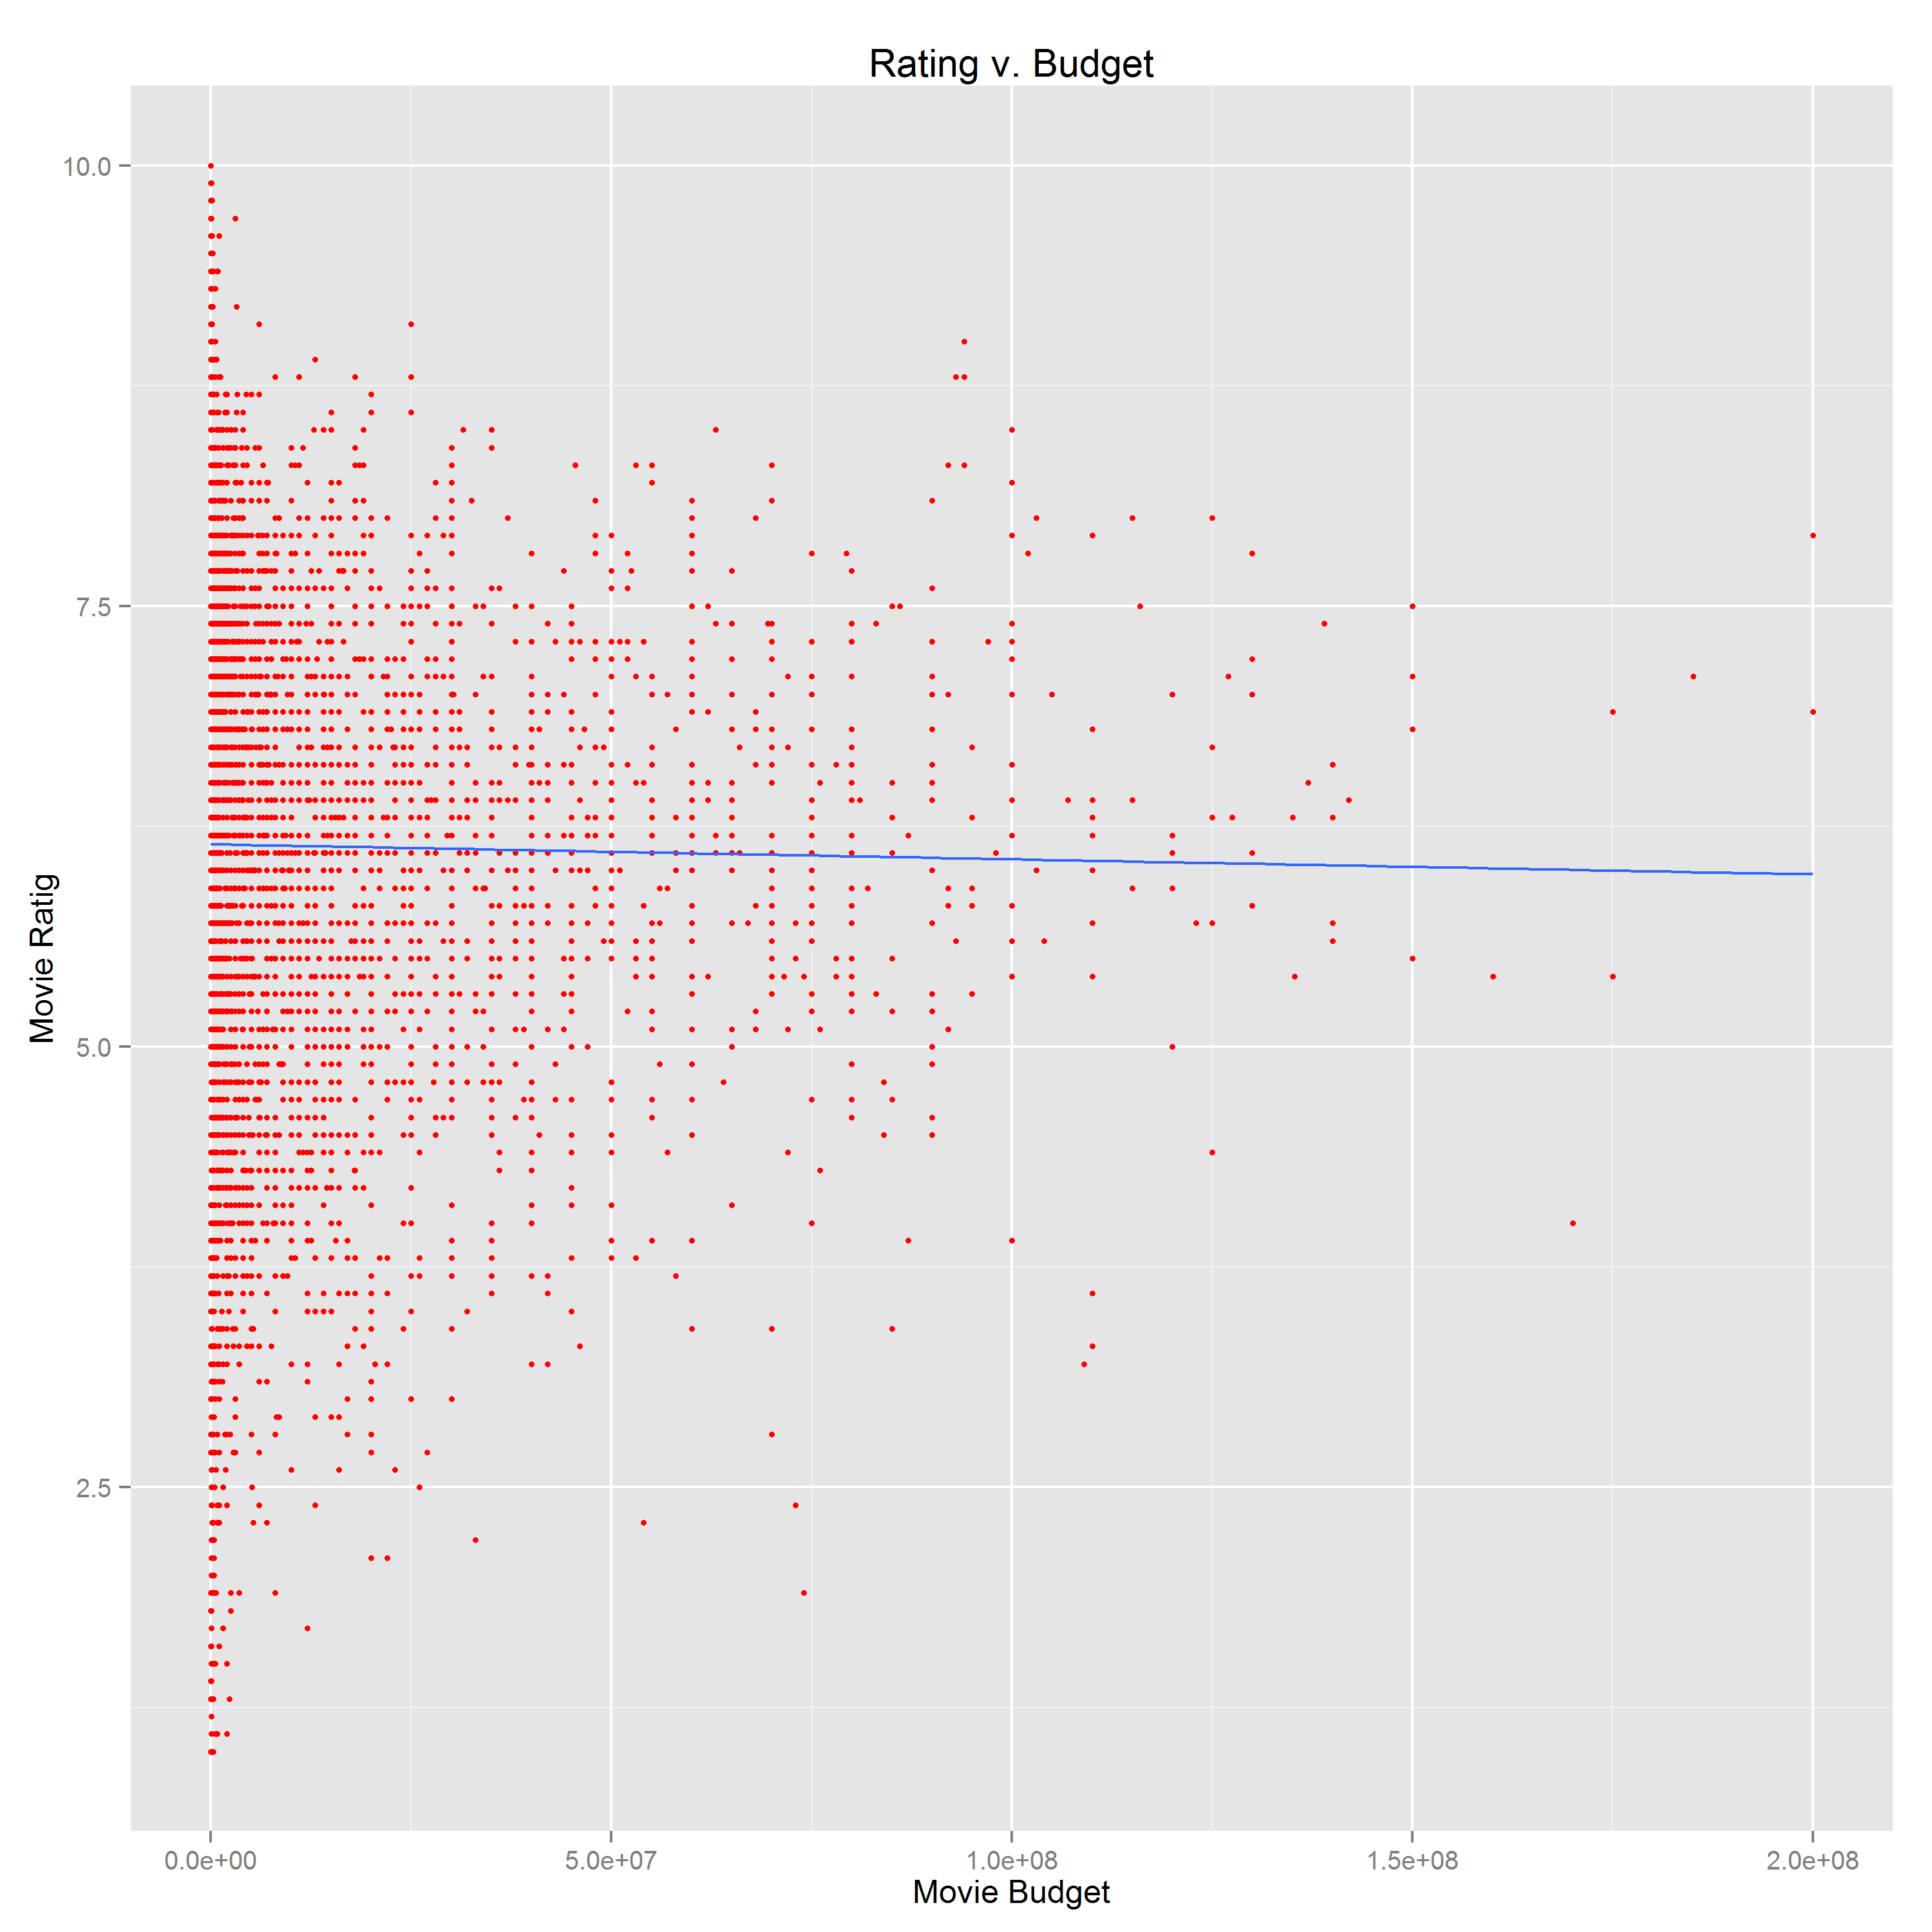 Rating v. Budget
10.0
7.5
5.0
2.5
Movie Ratig
0.0e+00
5.0e+07
1.0e+08
1.5e+08
2.0e+08
Movie Budget